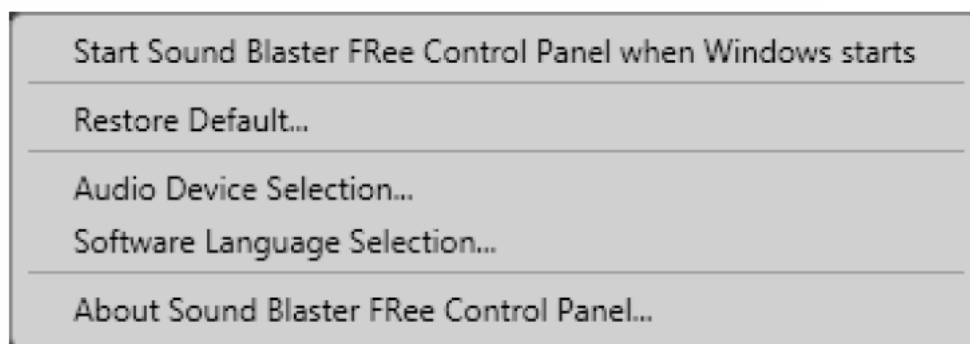 Start Sound Blaster FRee Control Panel when Windows starts
Restore Default...
Audio Device Selection...
Software Language Selection...
About Sound Blaster FRee Control Panel...